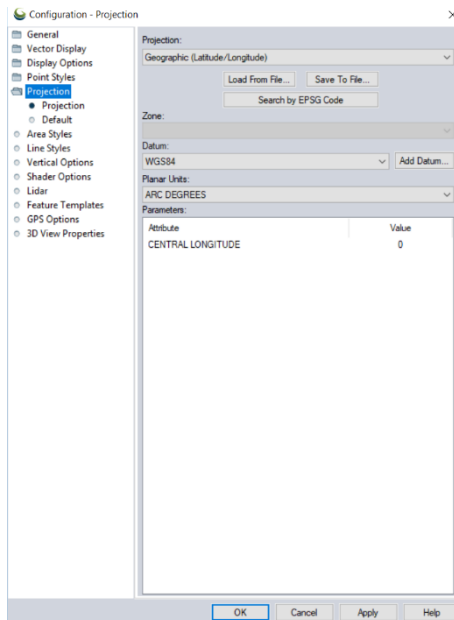 Configuration - Projection
General
Vector Display
Display Options
Point Styles
Projection
Projection
Default
Area Styles
Line Styles
Vertical Options
Shader Options
Lidar
Feature Templates
GPS Options
3D View Properties
Projection:
Geographic (Latitude/Longitude)
Load From File... Save To File...
Search by EPSG Code
Zone:
Datum:
WGS84 Add Datum...
Planar Units:
ARC DEGREES
Parameters:
Attribute Value
CENTRAL LONGITUDE 0
OK Cancel Apply Help